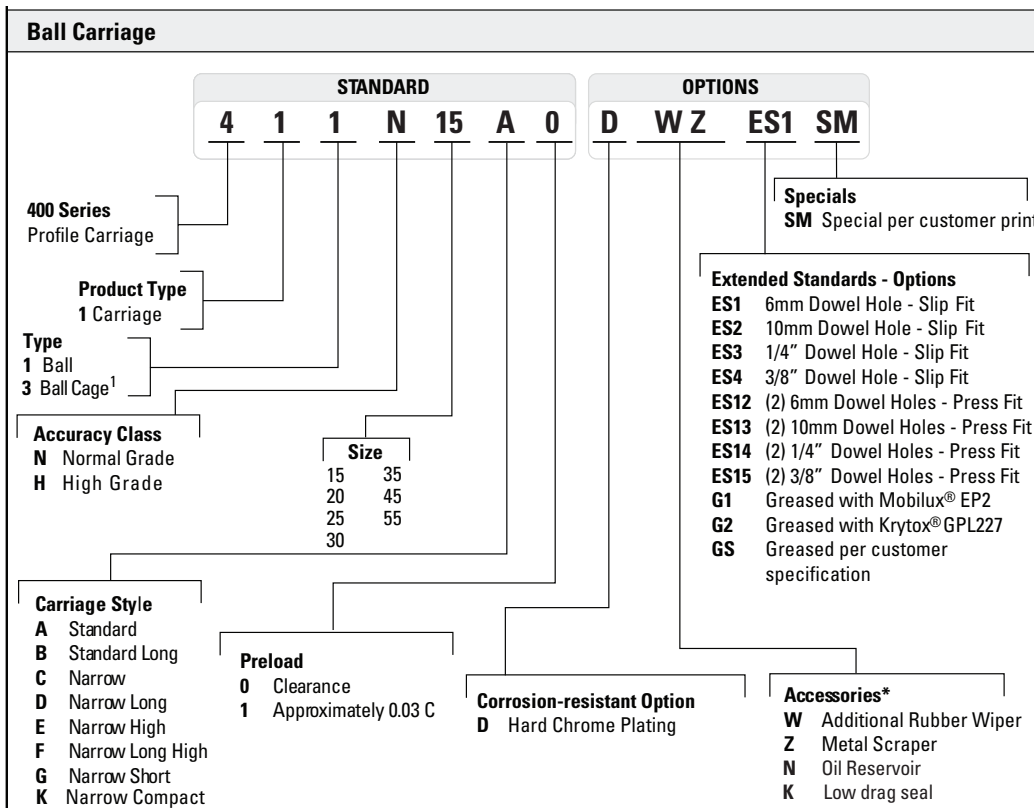 Ball Carriage
STANDARD
OPTIONS
4 1 1 N 15 A 0 D W Z ES1 SM
400 Series
Profile Carriage
Product Type
1 Carriage
Type
1 Ball
3 Ball Cage1
Accuracy Class
N Normal Grade
H High Grade
Size
15 35
20 45
25 55
30
Specials
SM Special per customer print
Extended Standards - Options
ES1 6mm Dowel Hole - Slip Fit
ES2 10mm Dowel Hole - Slip Fit
ES3 1/4" Dowel Hole - Slip Fit
ES4 3/8" Dowel Hole - Slip Fit
ES12 (2) 6mm Dowel Holes - Press Fit
ES13 (2) 10mm Dowel Holes - Press Fit
ES14 (2) 1/4" Dowel Holes - Press Fit
ES15 (2) 3/8" Dowel Holes - Press Fit
G1 Greased with Mobilux® EP2
G2 Greased with Krytox® GPL227
GS Greased per customer
specification
Carriage Style
A Standard
B Standard Long
C Narrow
D Narrow Long
E Narrow High
F Narrow Long High
G Narrow Short
K Narrow Compact
Preload
0 Clearance
1 Approximately 0.03 C
Corrosion-resistant Option
D Hard Chrome Plating
Accessories*
W Additional Rubber Wiper
Z Metal Scraper
N Oil Reservoir
K Low drag seal